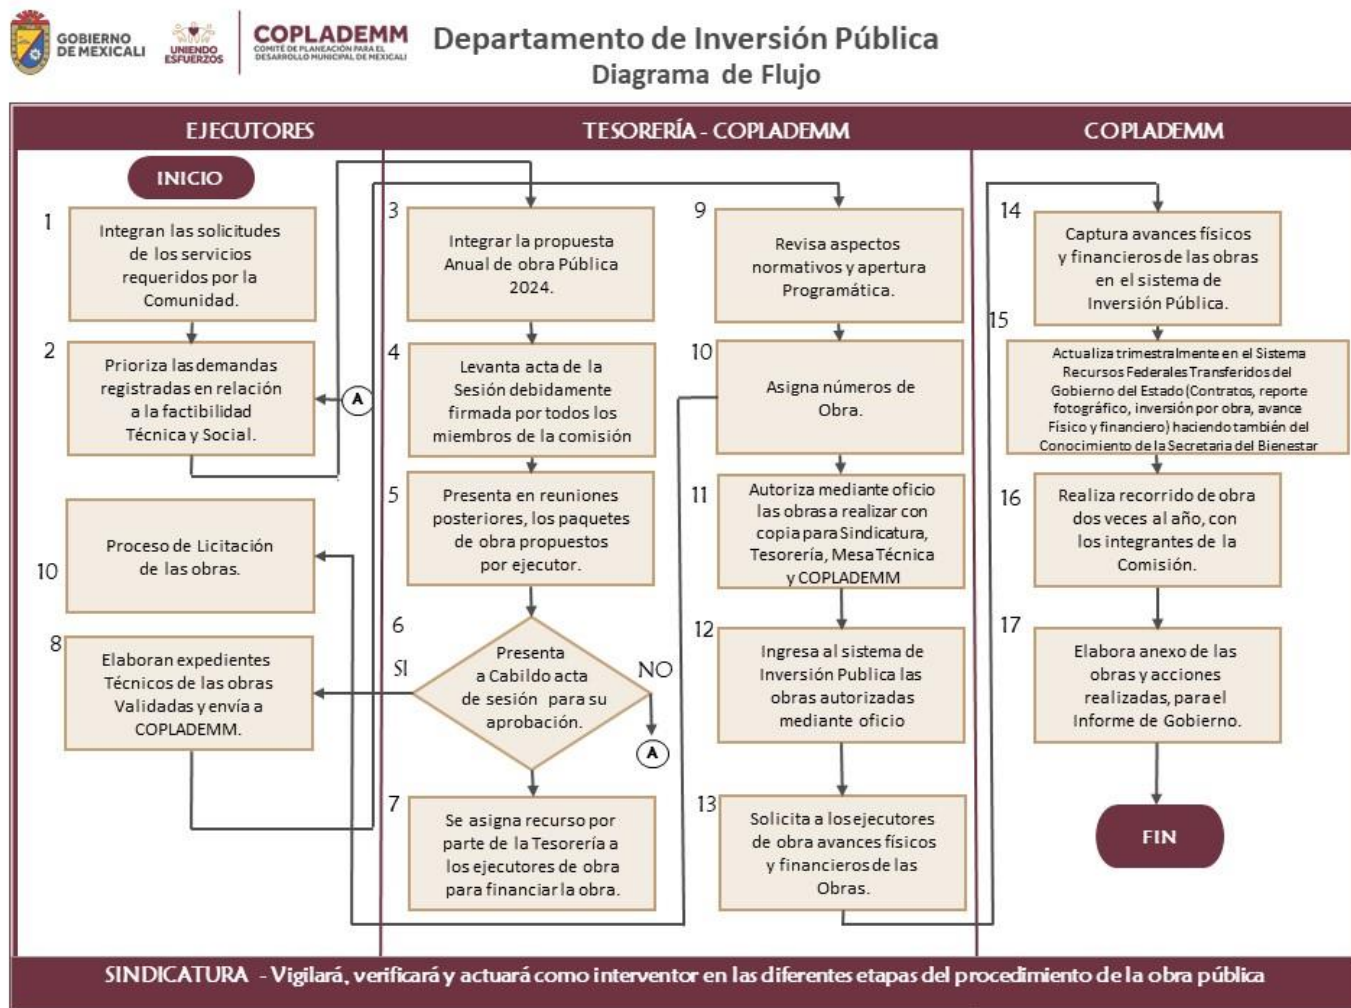 GOBIERNO
DE MEXICALI
UNIENDO
ESFUERZOS
COPLADEMM
COMITÉ DE PLANEACIÓN PARA EL
DESARROLLO MUNICIPAL DE MEXICALI
Departamento de Inversión Pública
Diagrama de Flujo
EJECUTORES
TESORERÍA - COPLADEMM
COPLADEMM
INICIO
1
Integran las solicitudes
de los servicios
requeridos por la
Comunidad.
2
Prioriza las demandas
registradas en relación
a la factibilidad
Técnica y Social.
A
10
Proceso de Licitación
de las obras.
8
Elaboran expedientes
Técnicos de las obras
Validadas y envía a
COPLADEMM.
3
Integrar la propuesta
Anual de obra Pública
2024.
4
Levanta acta de la
Sesión debidamente
firmada por todos los
miembros de la comisión
5
Presenta en reuniones
posteriores, los paquetes
de obra propuestos
por ejecutor.
6
SI
Presenta
a Cabildo acta
de sesión para su
aprobación.
NO
A
7
Se asigna recurso por
parte de la Tesorería a
los ejecutores de obra
para financiar la obra.
9
Revisa aspectos
normativos y apertura
Programática.
10
Asigna números de
Obra.
11
Autoriza mediante oficio
las obras a realizar con
copia para Sindicatura,
Tesorería, Mesa Técnica
y COPLADEMM
12
Ingresa al sistema de
Inversión Publica las
obras autorizadas
mediante oficio
13
Solicita a los ejecutores
de obra avances físicos
y financieros de las
Obras.
14
Captura avances físicos
y financieros de las obras
en el sistema de
Inversión Pública.
15
Actualiza trimestralmente en el Sistema
Recursos Federales Transferidos del
Gobierno del Estado (Contratos, reporte
fotográfico, inversión por obra, avance
Físico y financiero) haciendo también del
Conocimiento de la Secretaria del Bienestar
16
Realiza recorrido de obra
dos veces al año, con
los integrantes de la
Comisión.
17
Elabora anexo de las
obras y acciones
realizadas, para el
Informe de Gobierno.
FIN
SINDICATURA - Vigilará, verificará y actuará como interventor en las diferentes etapas del procedimiento de la obra pública